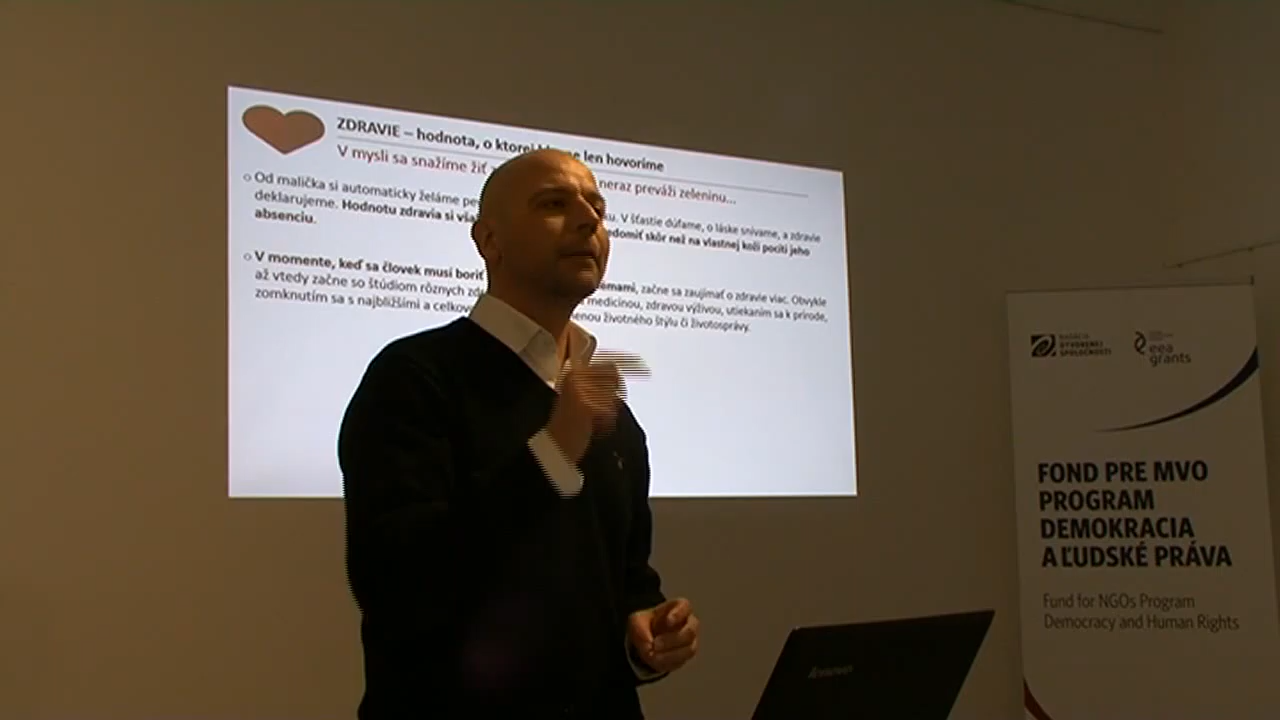 ZDRAVIE – hodnota, o ktorej len hovoríme
V mysli sa snažíme žiť neraz preváži zeleninu...
Od malička si automaticky želáme V šťastie dúfame, o láske snívame, a zdravie
deklarujeme. Hodnotu zdravia si skôr než na vlastnej koži pocíti jeho
absenciu.
V momente, keď sa človek musí boriť začne sa zaujímať o zdravie viac. Obvykle
až vtedy začne so štúdiom rôznych medicínou, zdravou výživou, utiekaním sa k prírode,
zomknutím sa s najbližšími a životného štýlu či životosprávy.
NADÁCIA
OTVORENEJ
SPOLOČNOSTI
eea
grants
FOND PRE MVO
PROGRAM
DEMOKRACIA
A ĽUDSKÉ PRÁVA
Fund for NGOs Program
Democracy and Human Rights
lenovo